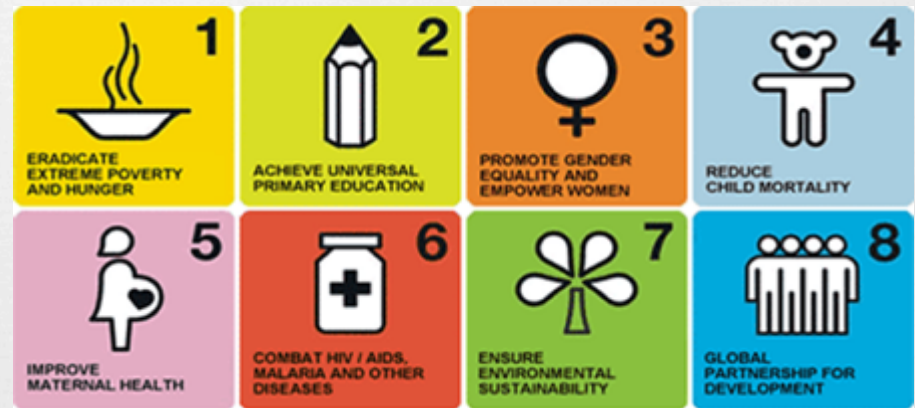 1
ERADICATE
EXTREME POVERTY
AND HUNGER
2
ACHIEVE UNIVERSAL
PRIMARY EDUCATION
3
PROMOTE GENDER
EQUALITY AND
EMPOWER WOMEN
4
REDUCE
CHILD MORTALITY
5
IMPROVE
MATERNAL HEALTH
6
COMBAT HIV / AIDS,
MALARIA AND OTHER
DISEASES
7
ENSURE
ENVIRONMENTAL
SUSTAINABILITY
8
GLOBAL
PARTNERSHIP FOR
DEVELOPMENT